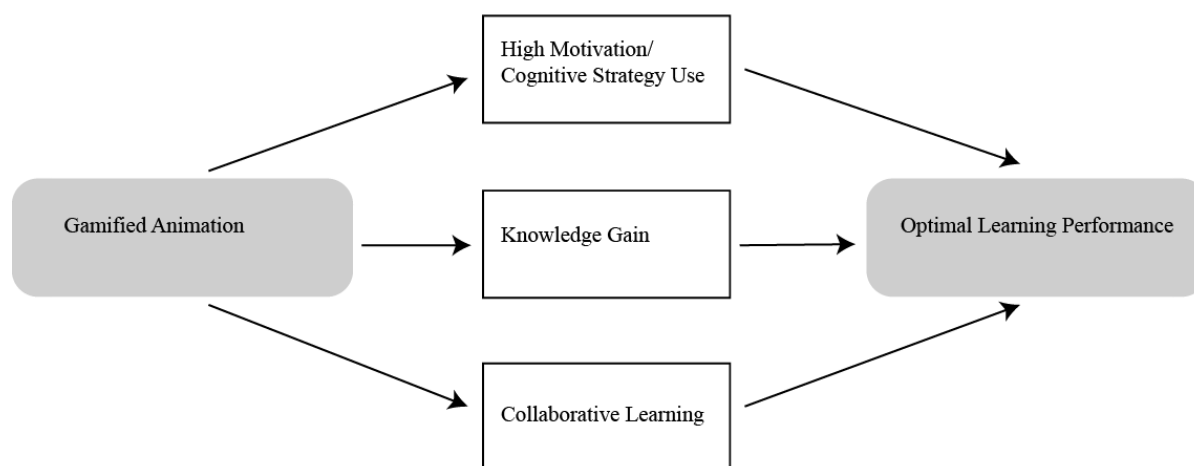 High Motivation/
Cognitive Strategy Use
Gamified Animation
Knowledge Gain
Optimal Learning Performance
Collaborative Learning